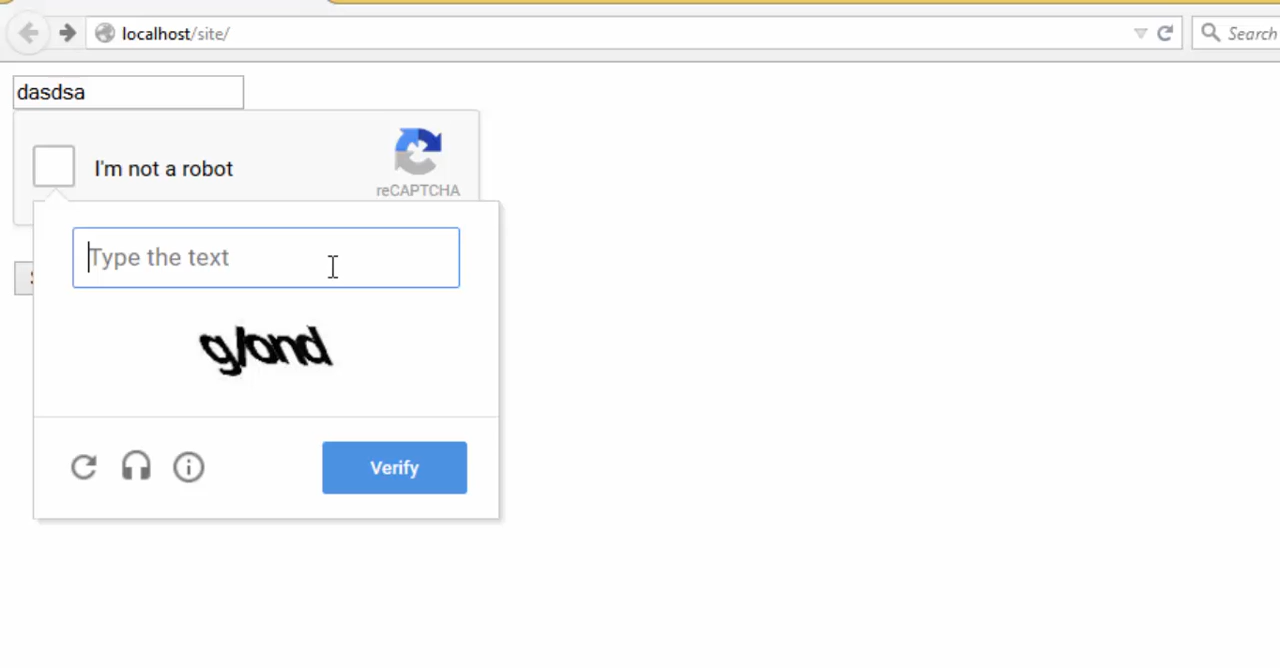 localhost/site/
Search
dasdsa
I'm not a robot
reCAPTCHA
Type the text
Verify